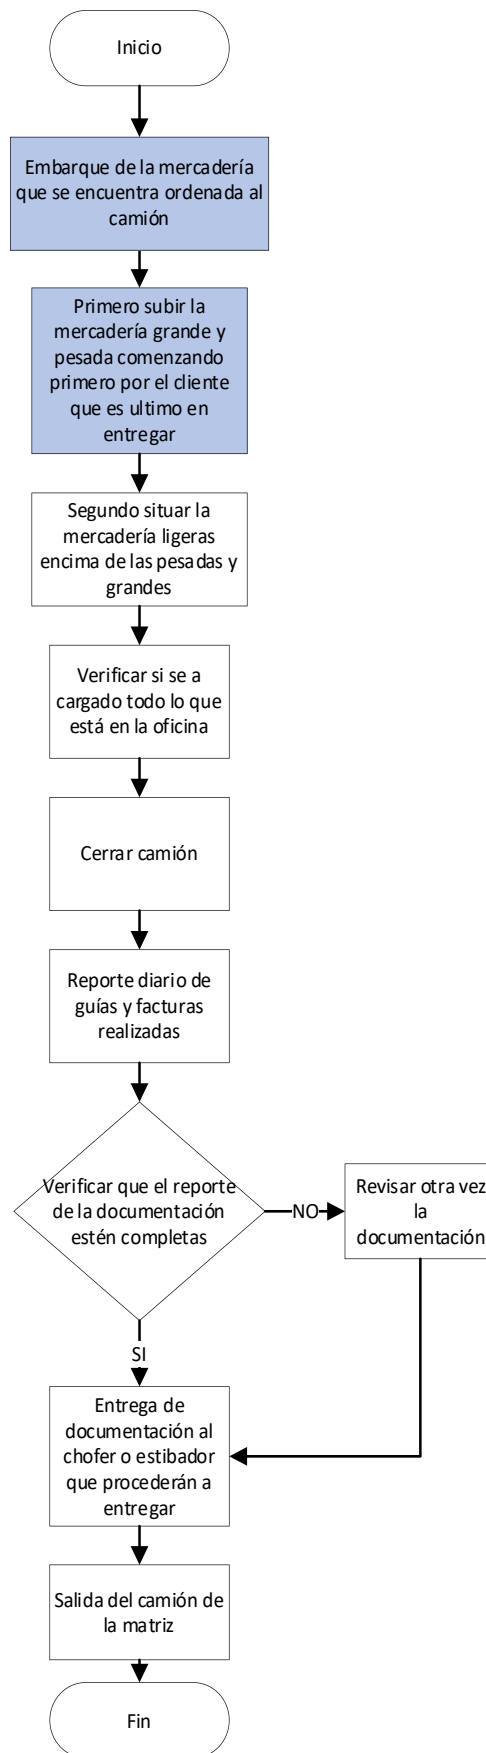 Inicio
Embarque de la mercadería
que se encuentra ordenada al
camión
Primero subir la
mercadería grande y
pesada comenzando
primero por el cliente
que es ultimo en
entregar
Segundo situar la
mercadería ligeras
encima de las pesadas y
grandes
Verificar si se a
cargado todo lo que
está en la oficina
Cerrar camión
Reporte diario de
guías y facturas
realizadas
Verificar que el reporte
de la documentación
estén completas
NO
Revisar otra vez
la
documentación
SI
Entrega de
documentación al
chofer o estibador
que procederán a
entregar
Salida del camión de
la matriz
Fin